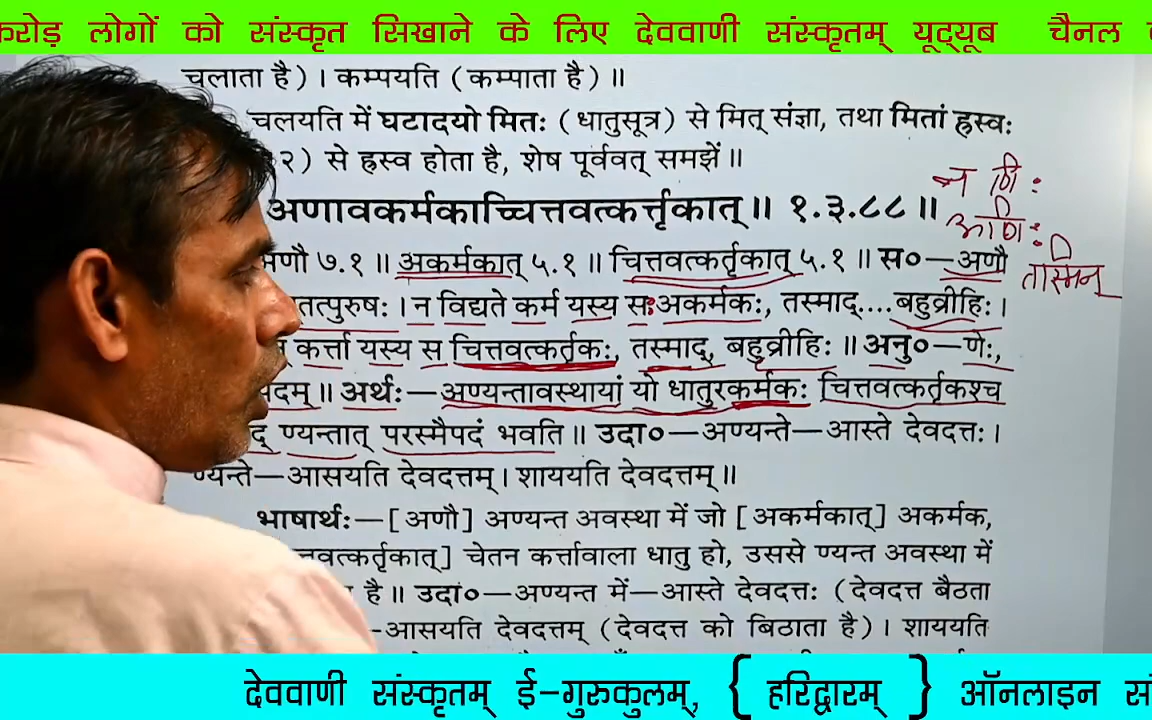 करोड़ लोगों को संस्कृत सिखाने के लिए देववाणी संस्कृतम् यूट्यूब चैनल
चलाता है) । कम्पयति (कम्पाता है) ॥
चलयति में घटादयो मितः (धातुसूत्र) से मित् संज्ञा, तथा मितां ह्रस्वः
२) से ह्रस्व होता है, शेष पूर्ववत् समझें ॥
न णिः
अणावकर्मकाच्चित्तवत्कर्त्तृकात् ॥ १.३.८८ ॥
अणिः
णौ ७.१ ॥ अकर्मकात् ५.१ ॥ चित्तवत्कर्तृकात् ५.१ ॥ स०—अणौ
तस्मिन्
तत्पुरुषः । न विद्यते कर्म यस्य सः अकर्मकः, तस्माद्....बहुव्रीहिः ।
कर्त्ता यस्य स चित्तवत्कर्तृकः, तस्माद्, बहुव्रीहिः ॥ अनु०—णेः,
पदम् ॥ अर्थः—अण्यन्तावस्थायां यो धातुरकर्मकः चित्तवत्कर्तृकश्च
द् ण्यन्तात् परस्मैपदं भवति ॥ उदा०—अण्यन्ते—आस्ते देवदत्तः ।
ण्यन्ते—आसयति देवदत्तम् । शाययति देवदत्तम् ॥
भाषार्थः—[अणौ] अण्यन्त अवस्था में जो [अकर्मकात्] अकर्मक,
त्तवत्कर्तृकात्] चेतन कर्त्तावाला धातु हो, उससे ण्यन्त अवस्था में
है ॥ उदा०—अण्यन्त में—आस्ते देवदत्तः (देवदत्त बैठता
-आसयति देवदत्तम् (देवदत्त को बिठाता है) । शाययति
देववाणी संस्कृतम् ई-गुरुकुलम्, { हरिद्वारम् } ऑनलाइन सं